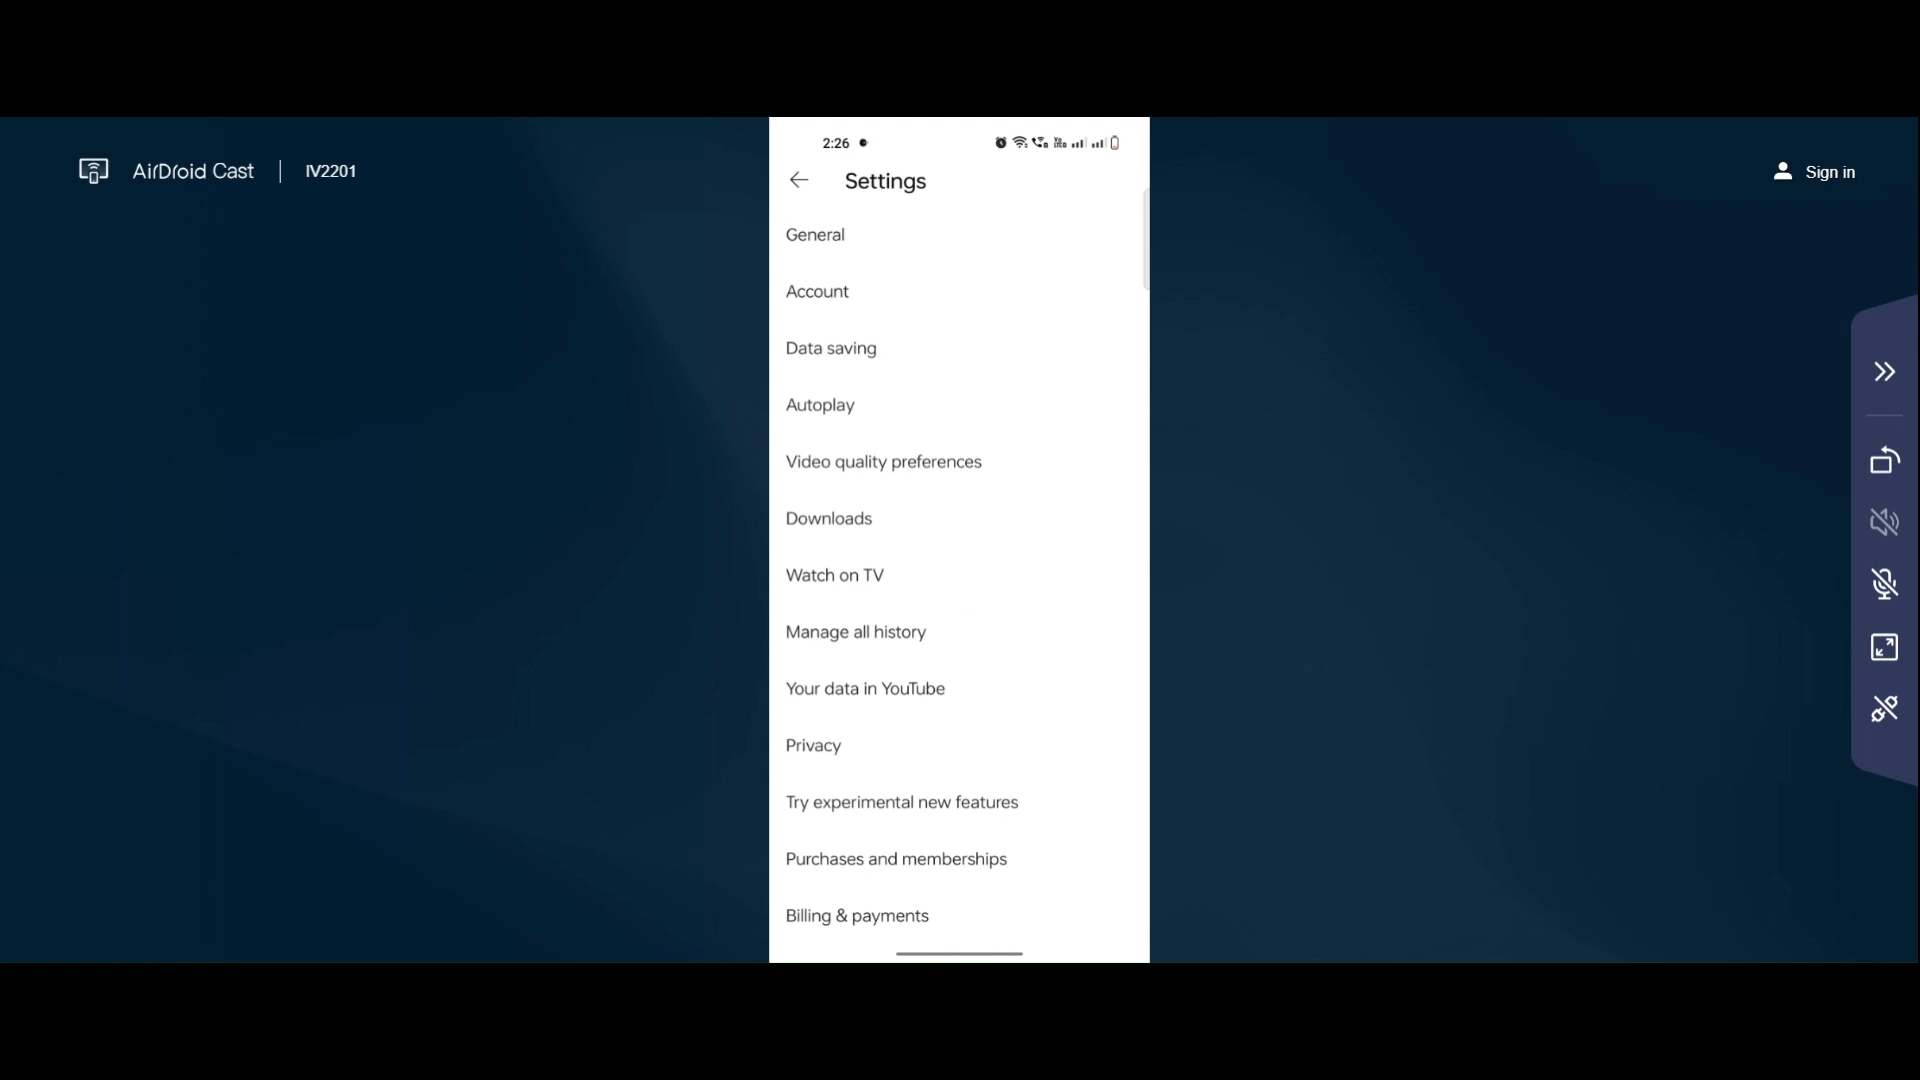 AirDroid Cast
IV2201
Sign in
2:26
Settings
General
Account
Data saving
Autoplay
Video quality preferences
Downloads
Watch on TV
Manage all history
Your data in YouTube
Privacy
Try experimental new features
Purchases and memberships
Billing & payments